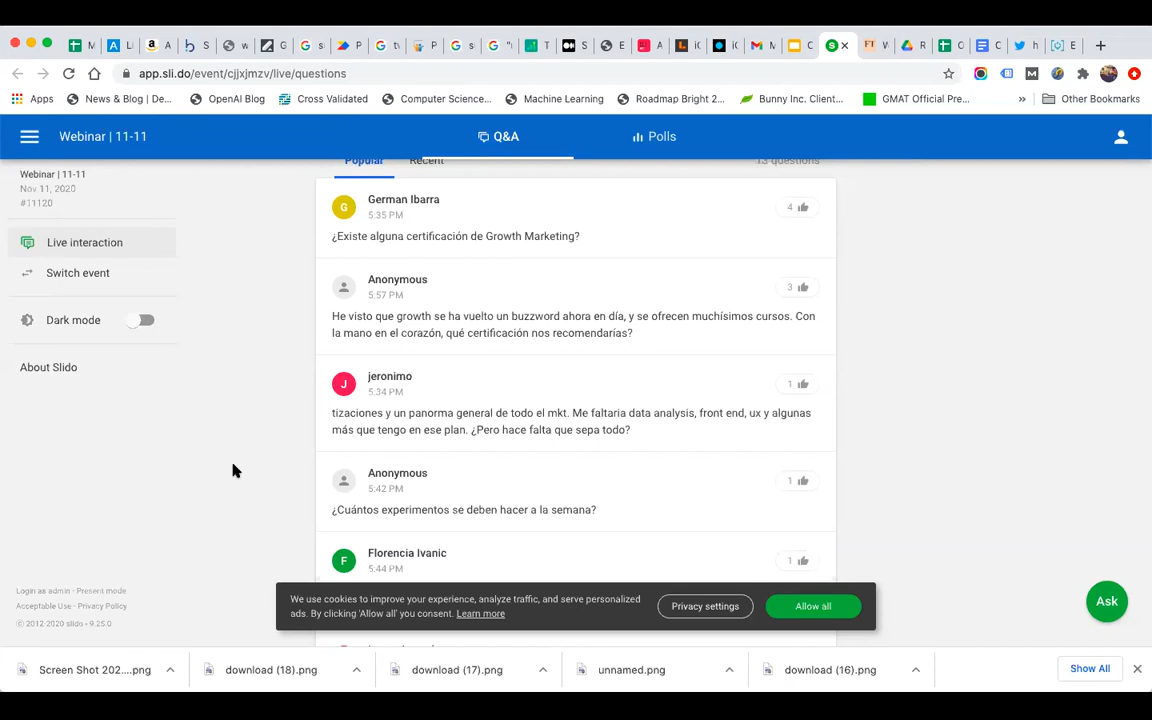 M
Li
A
S
w
G
s
P
tv
P
s
"(
T
S
E
A
iC
iC
M
C
S
W
R
C
C
h
E
app.sli.do/event/cjjxjmzv/live/questions
Apps
News & Blog | De...
OpenAI Blog
Cross Validated
Computer Science...
Machine Learning
Roadmap Bright 2...
Bunny Inc. Client...
GMAT Official Pre...
»
Other Bookmarks
Webinar | 11-11
Q&A
Polls
Webinar | 11-11
Nov 11, 2020
#11120
Live interaction
Switch event
Dark mode
About Slido
Popular
Recent
13 questions
G
German Ibarra
5:35 PM
4
¿Existe alguna certificación de Growth Marketing?
Anonymous
5:57 PM
3
He visto que growth se ha vuelto un buzzword ahora en día, y se ofrecen muchísimos cursos. Con
la mano en el corazón, qué certificación nos recomendarías?
J
jeronimo
5:34 PM
1
tizaciones y un panorma general de todo el mkt. Me faltaria data analysis, front end, ux y algunas
más que tengo en ese plan. ¿Pero hace falta que sepa todo?
Anonymous
5:42 PM
1
¿Cuántos experimentos se deben hacer a la semana?
F
Florencia Ivanic
5:44 PM
1
Login as admin · Present mode
Acceptable Use · Privacy Policy
© 2012-2020 slido · 9.25.0
We use cookies to improve your experience, analyze traffic, and serve personalized
ads. By clicking 'Allow all' you consent. Learn more
Privacy settings
Allow all
Ask
Screen Shot 202....png
download (18).png
download (17).png
unnamed.png
download (16).png
Show All